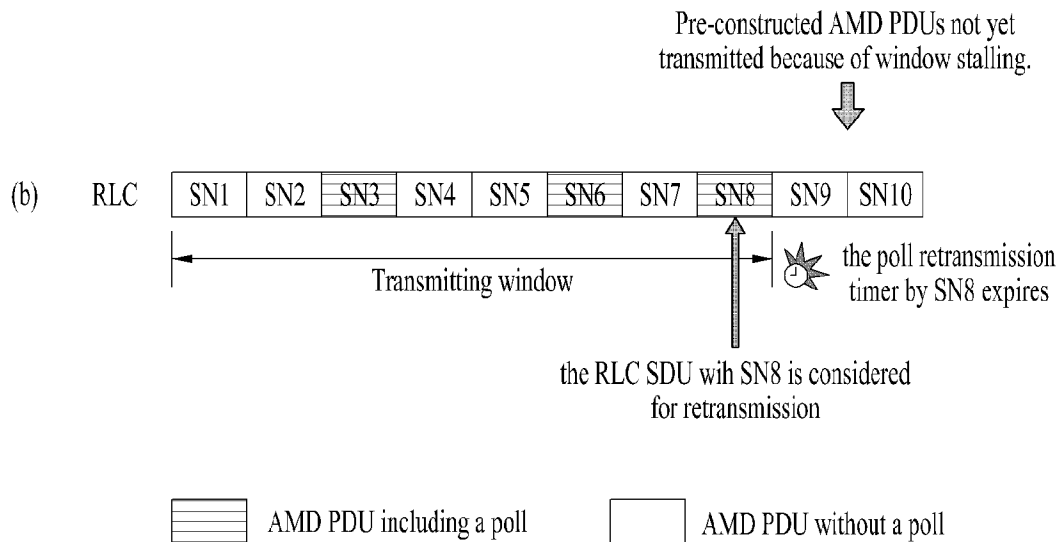 Pre-constructed AMD PDUs not yet
transmitted because of window stalling.
(b) RLC SN1 SN2 SN3 SN4 SN5 SN6 SN7 SN8 SN9 SN10
Transmitting window
the poll retransmission
timer by SN8 expires
the RLC SDU wih SN8 is considered
for retransmission
AMD PDU including a poll AMD PDU without a poll